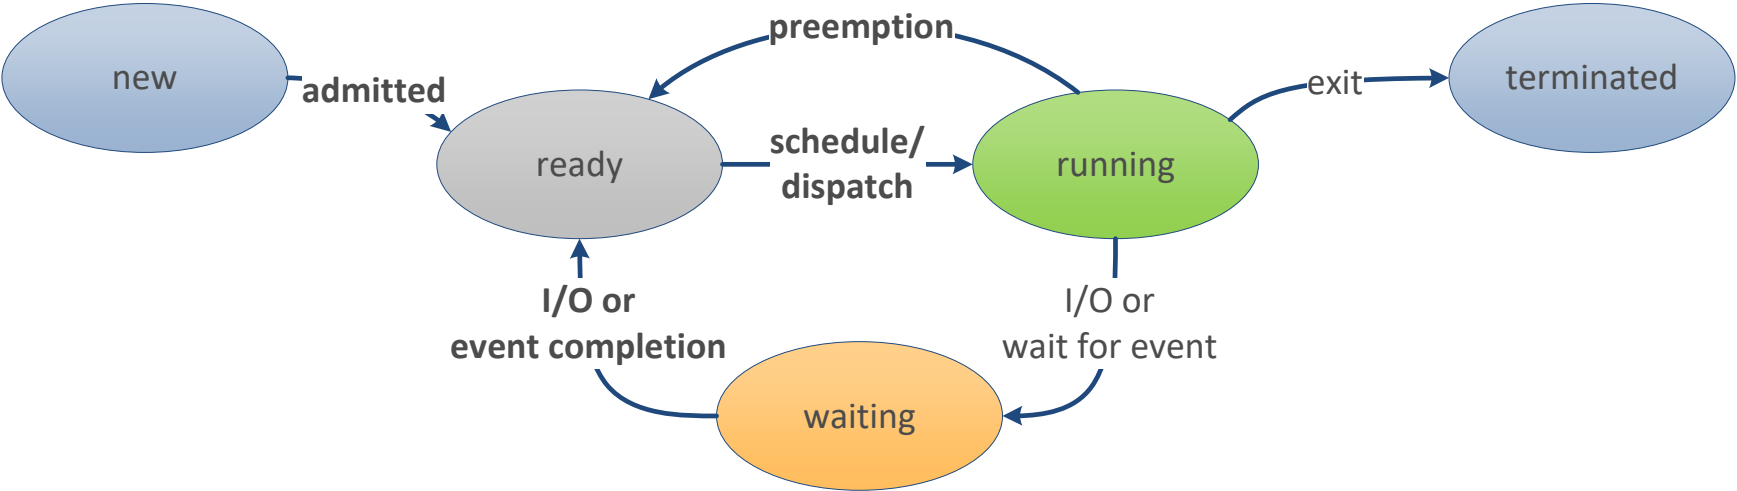 preemption
new
admitted
exit
terminated
ready
schedule/
dispatch
running
I/O or
event completion
I/O or
wait for event
waiting